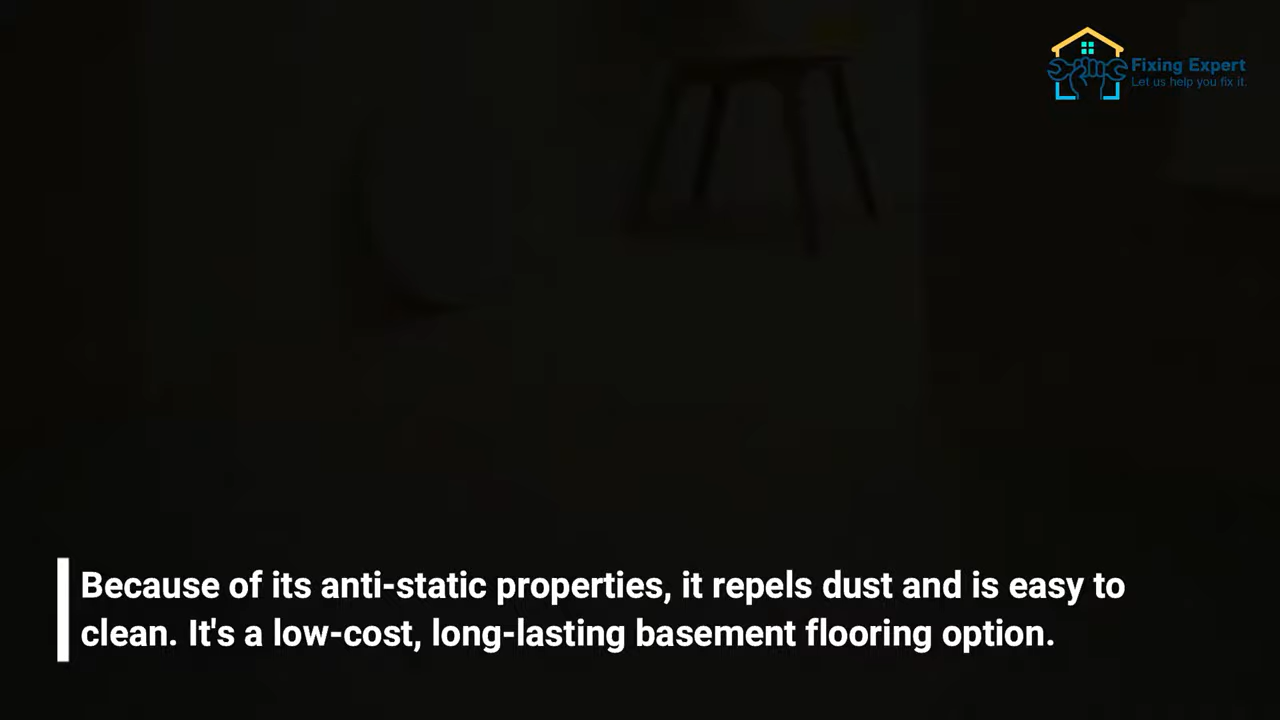 Fixing Expert
Let us help you fix it.
Because of its anti-static properties, it repels dust and is easy to
clean. It's a low-cost, long-lasting basement flooring option.